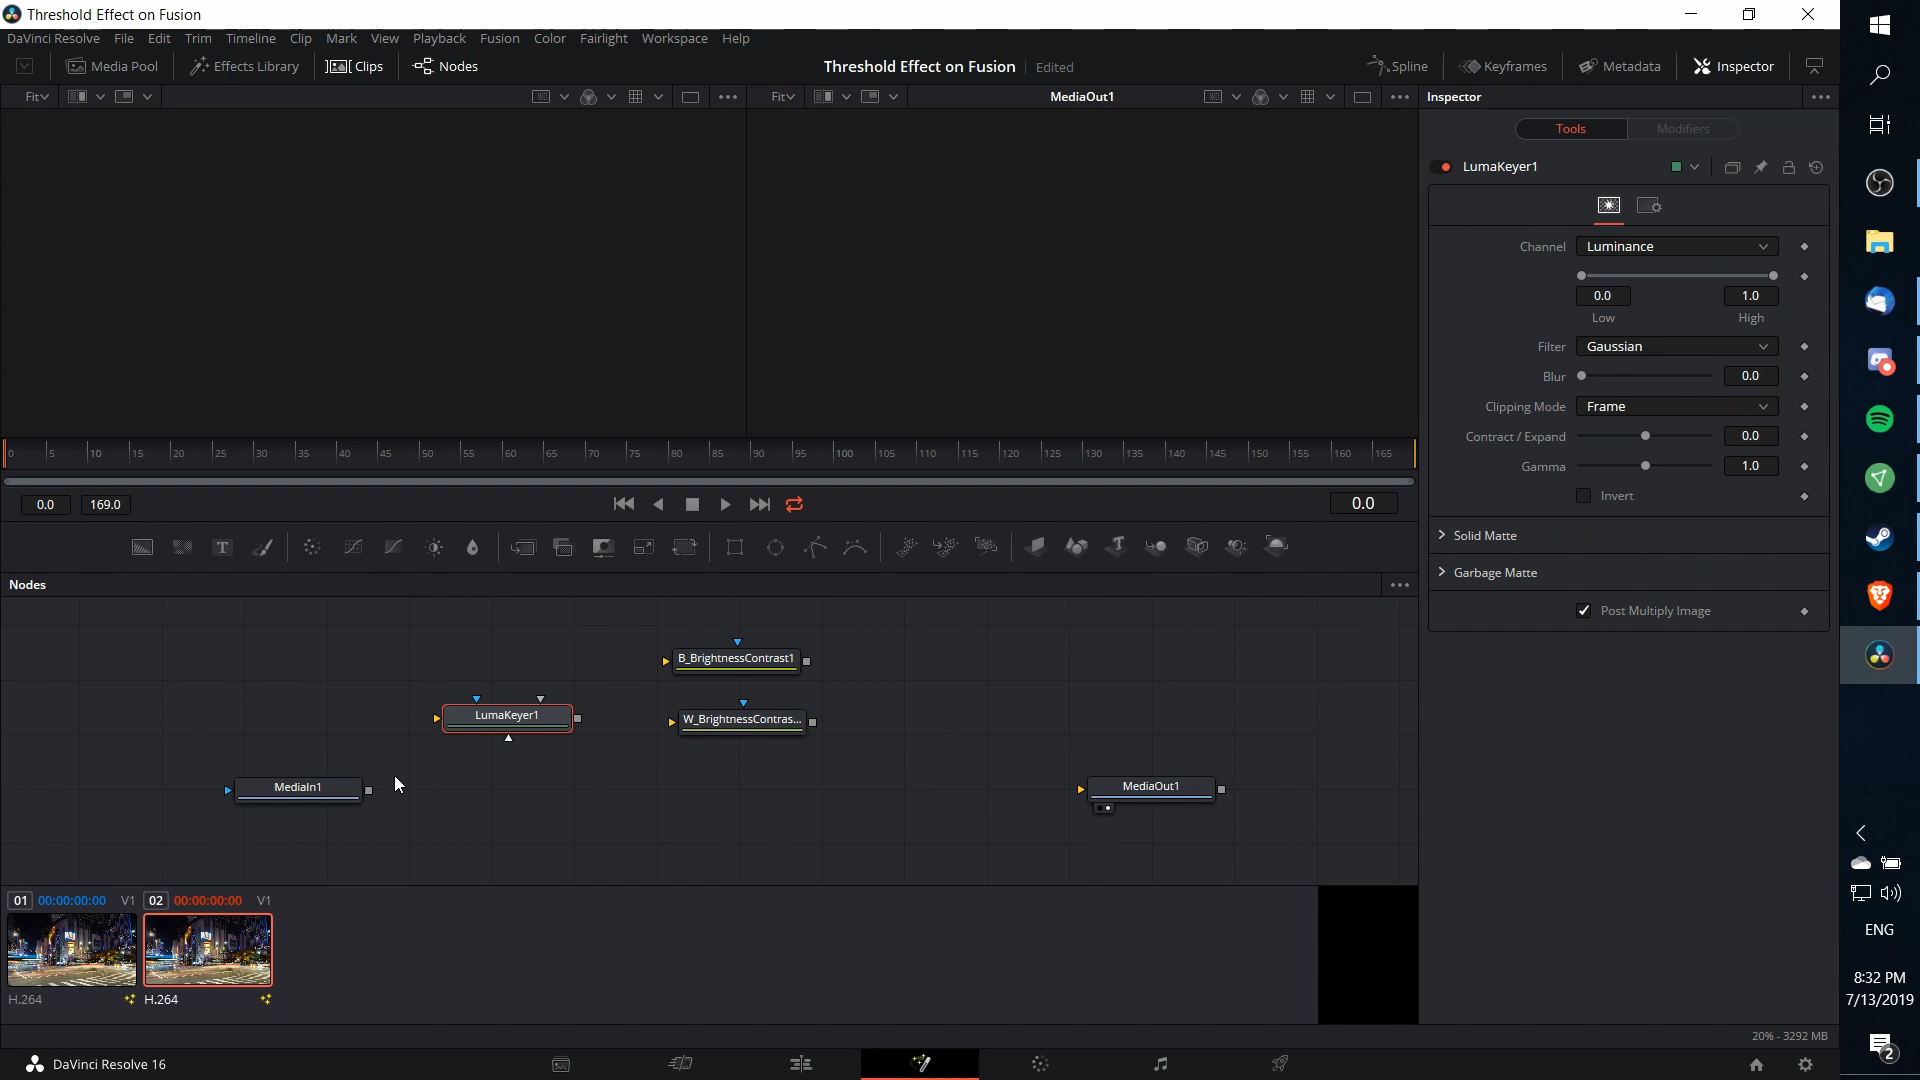 Threshold Effect on Fusion
DaVinci Resolve File Edit Trim Timeline Clip Mark View Playback Fusion Color Fairlight Workspace Help
Media Pool Effects Library Clips Nodes Threshold Effect on Fusion Edited Spline Keyframes Metadata Inspector
Fit Fit MediaOut1 Inspector
Tools Modifiers
LumaKeyer1
Channel Luminance
0.0 1.0
Low High
Filter Gaussian
Blur 0.0
Clipping Mode Frame
Contract / Expand 0.0
Gamma 1.0
Invert
Solid Matte
Garbage Matte
Post Multiply Image
0 5 10 15 20 25 30 35 40 45 50 55 60 65 70 75 80 85 90 95 100 105 110 115 120 125 130 135 140 145 150 155 160 165
0.0 169.0 0.0
Nodes
B_BrightnessContrast1
LumaKeyer1
W_BrightnessContras...
MediaIn1
MediaOut1
01 00:00:00:00 V1 02 00:00:00:00 V1
H.264 H.264
20% - 3292 MB
DaVinci Resolve 16
ENG
8:32 PM
7/13/2019
2